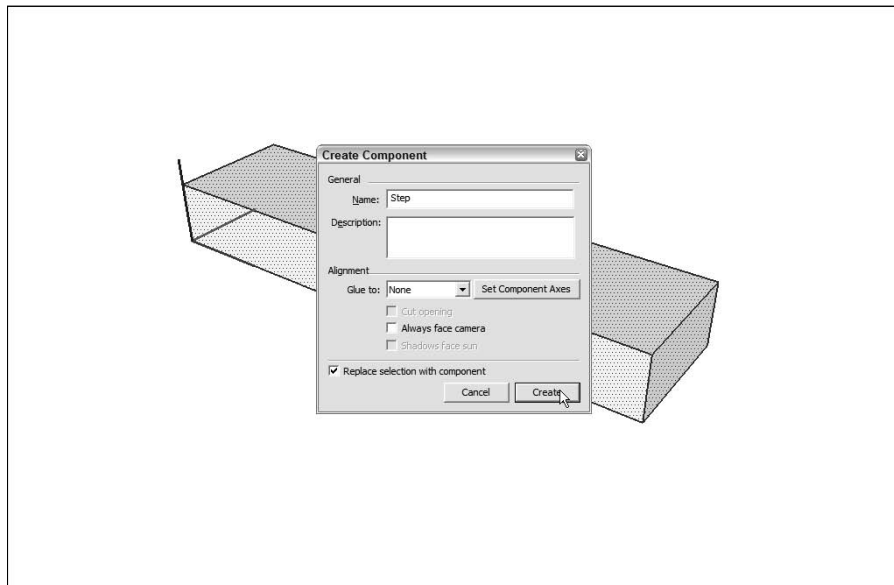 Create Component
General
Name: Step
Description:
Alignment
Glue to: None Set Component Axes
Cut opening
Always face camera
Shadows face sun
Replace selection with component
Cancel Create